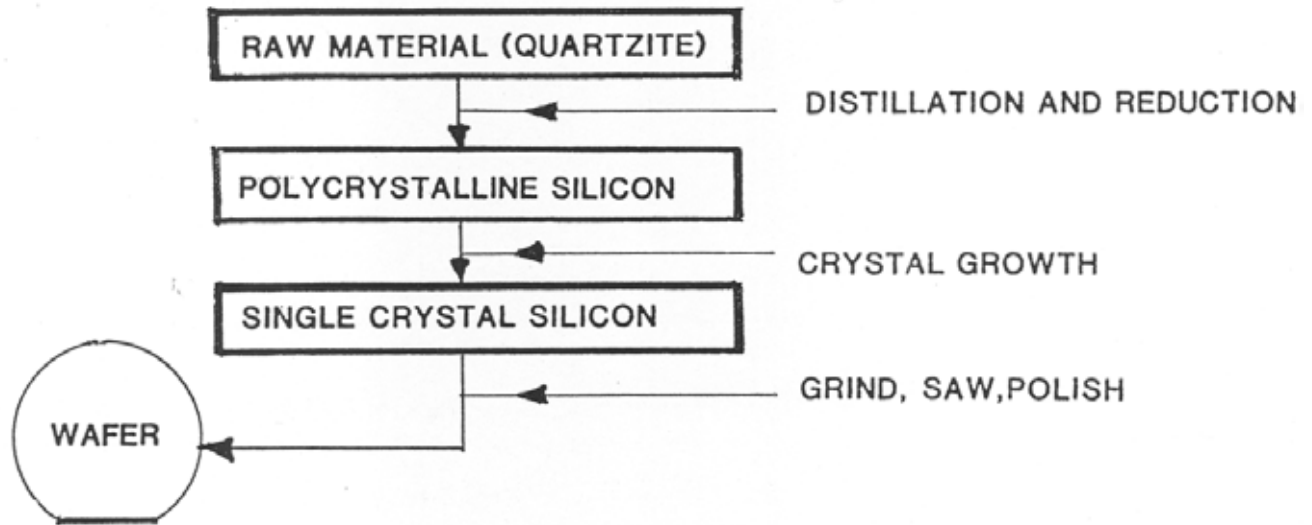 RAW MATERIAL (QUARTZITE)
DISTILLATION AND REDUCTION
POLYCRYSTALLINE SILICON
CRYSTAL GROWTH
SINGLE CRYSTAL SILICON
GRIND, SAW,POLISH
WAFER